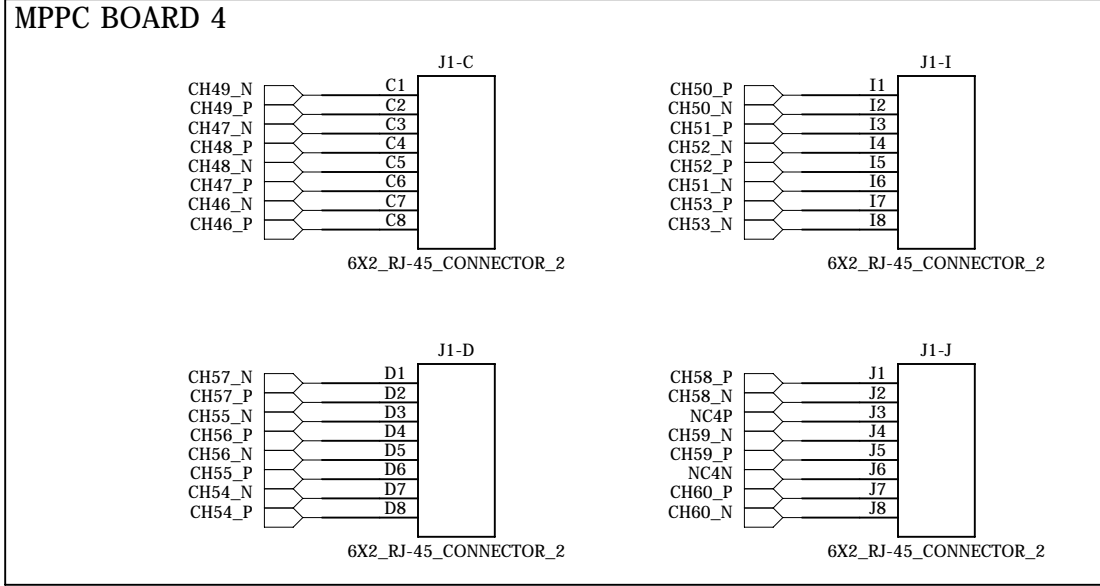 MPPC BOARD 4
J1-C
CH49_N C1
CH49_P C2
CH47_N C3
CH48_P C4
CH48_N C5
CH47_P C6
CH46_N C7
CH46_P C8
6X2_RJ-45_CONNECTOR_2
J1-I
CH50_P I1
CH50_N I2
CH51_P I3
CH52_N I4
CH52_P I5
CH51_N I6
CH53_P I7
CH53_N I8
6X2_RJ-45_CONNECTOR_2
J1-D
CH57_N D1
CH57_P D2
CH55_N D3
CH56_P D4
CH56_N D5
CH55_P D6
CH54_N D7
CH54_P D8
6X2_RJ-45_CONNECTOR_2
J1-J
CH58_P J1
CH58_N J2
NC4P J3
CH59_N J4
CH59_P J5
NC4N J6
CH60_P J7
CH60_N J8
6X2_RJ-45_CONNECTOR_2